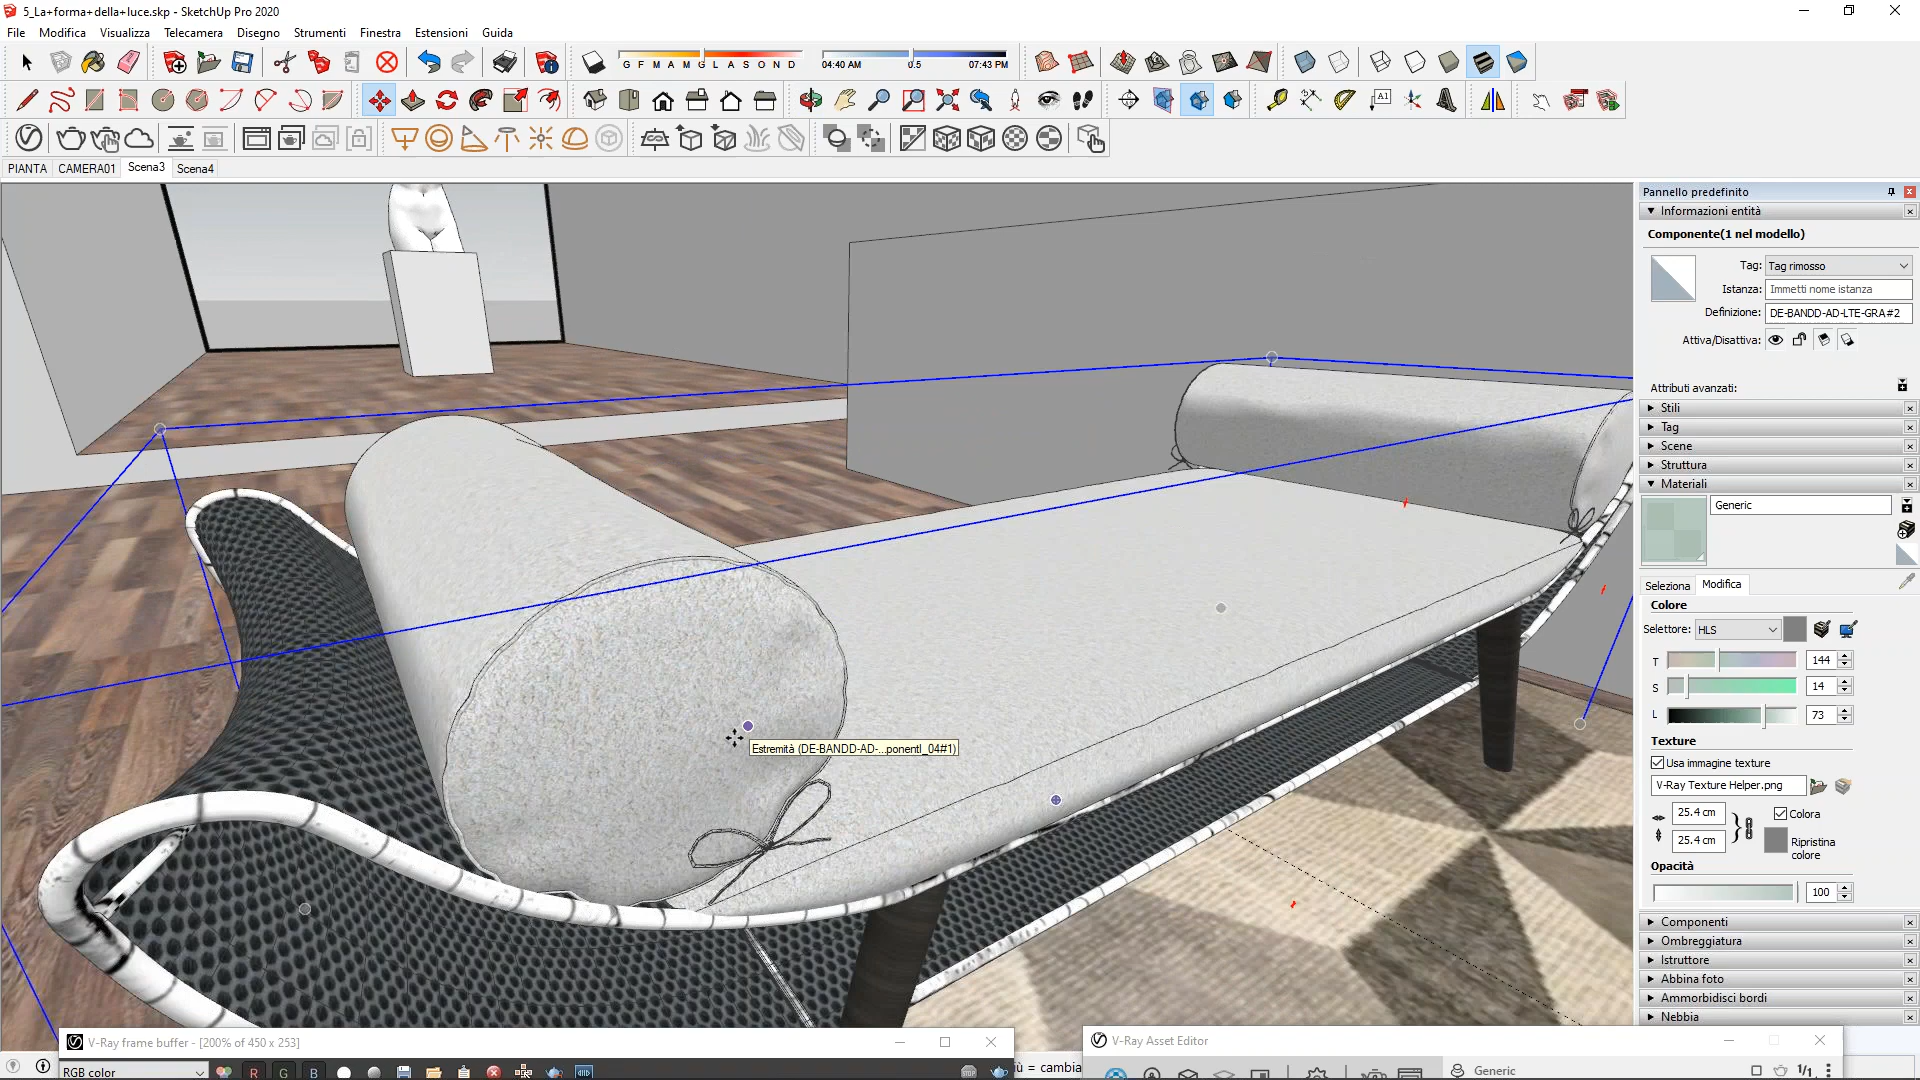 5_La+forma+della+luce.skp - SketchUp Pro 2020
File Modifica Visualizza Telecamera Disegno Strumenti Finestra Estensioni Guida
G F M A M G L A S O N D
04:40 AM 0.5 07:43 PM
PIANTA CAMERA01 Scena3 Scena4
Pannello predefinito
Informazioni entità
Componente(1 nel modello)
Tag: Tag rimosso
Istanza: Immetti nome istanza
Definizione: DE-BANDD-AD-LTE-GRA#2
Attiva/Disattiva:
Attributi avanzati:
Stili
Tag
Scene
Struttura
Materiali
Generic
Seleziona Modifica
Colore
Selettore: HLS
T 144
S 14
L 73
Texture
Usa immagine texture
V-Ray Texture Helper.png
25.4 cm Colora
25.4 cm Ripristina colore
Opacità
100
Componenti
Ombreggiatura
Istruttore
Abbina foto
Ammorbidisci bordi
Nebbia
Estremità (DE-BANDD-AD-...ponentI_04#1)
V-Ray frame buffer - [200% of 450 x 253]
RGB color R G B
STOP
cambia
V-Ray Asset Editor
Generic 1/1